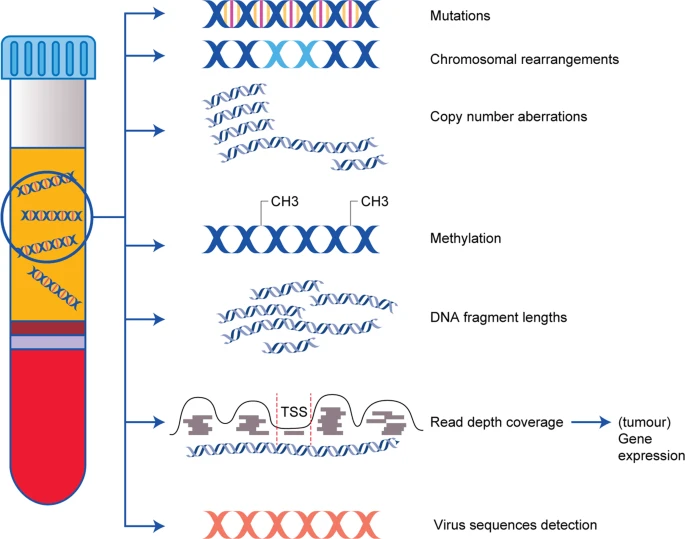 Mutations
Chromosomal rearrangements
Copy number aberrations
CH3
CH3
Methylation
DNA fragment lengths
TSS
Read depth coverage
(tumour)
Gene
expression
Virus sequences detection